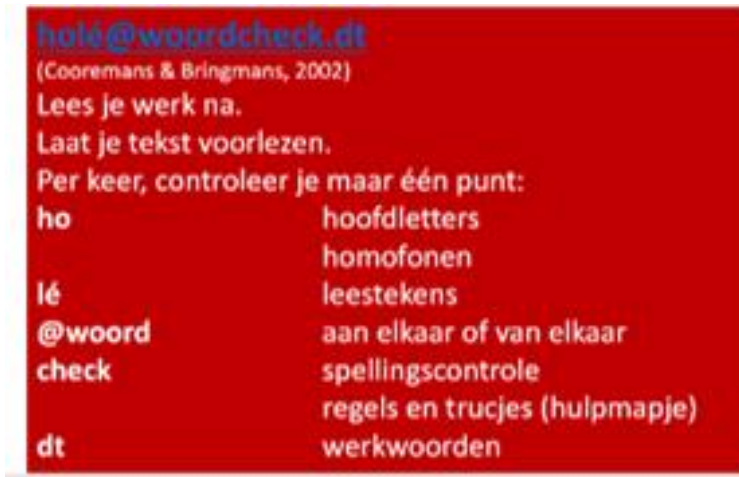 holé@woordcheck.dt
(Cooremans & Bringmans, 2002)
Lees je werk na.
Laat je tekst voorlezen.
Per keer, controleer je maar één punt:
ho hoofdletters
homofonen
lé leestekens
@woord aan elkaar of van elkaar
check spellingscontrole
regels en trucjes (hulpmapje)
dt werkwoorden